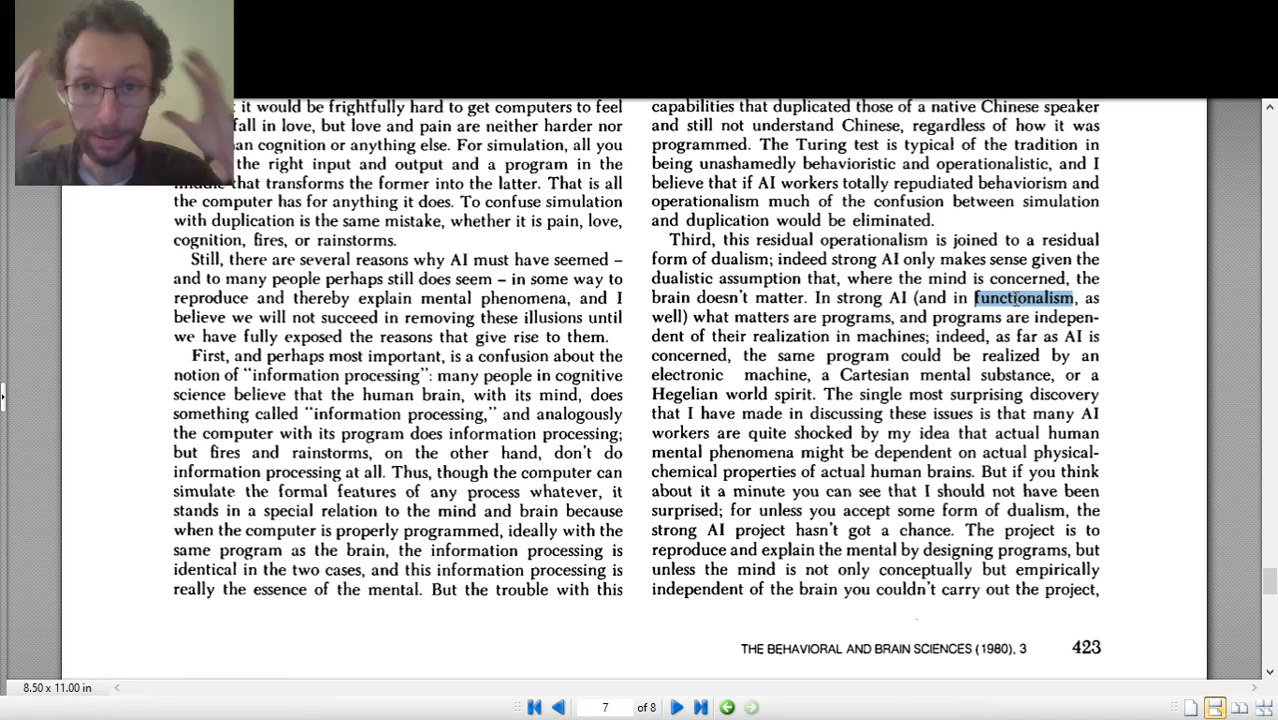 it would be frightfully hard to get computers to feel
fall in love, but love and pain are neither harder nor
an cognition or anything else. For simulation, all you
the right input and output and a program in the
that transforms the former into the latter. That is all
the computer has for anything it does. To confuse simulation
with duplication is the same mistake, whether it is pain, love,
cognition, fires, or rainstorms.
Still, there are several reasons why AI must have seemed –
and to many people perhaps still does seem – in some way to
reproduce and thereby explain mental phenomena, and I
believe we will not succeed in removing these illusions until
we have fully exposed the reasons that give rise to them.
First, and perhaps most important, is a confusion about the
notion of "information processing": many people in cognitive
science believe that the human brain, with its mind, does
something called "information processing," and analogously
the computer with its program does information processing;
but fires and rainstorms, on the other hand, don't do
information processing at all. Thus, though the computer can
simulate the formal features of any process whatever, it
stands in a special relation to the mind and brain because
when the computer is properly programmed, ideally with the
same program as the brain, the information processing is
identical in the two cases, and this information processing is
really the essence of the mental. But the trouble with this
capabilities that duplicated those of a native Chinese speaker
and still not understand Chinese, regardless of how it was
programmed. The Turing test is typical of the tradition in
being unashamedly behavioristic and operationalistic, and I
believe that if AI workers totally repudiated behaviorism and
operationalism much of the confusion between simulation
and duplication would be eliminated.
Third, this residual operationalism is joined to a residual
form of dualism; indeed strong AI only makes sense given the
dualistic assumption that, where the mind is concerned, the
brain doesn't matter. In strong AI (and in functionalism, as
well) what matters are programs, and programs are indepen-
dent of their realization in machines; indeed, as far as AI is
concerned, the same program could be realized by an
electronic machine, a Cartesian mental substance, or a
Hegelian world spirit. The single most surprising discovery
that I have made in discussing these issues is that many AI
workers are quite shocked by my idea that actual human
mental phenomena might be dependent on actual physical-
chemical properties of actual human brains. But if you think
about it a minute you can see that I should not have been
surprised; for unless you accept some form of dualism, the
strong AI project hasn't got a chance. The project is to
reproduce and explain the mental by designing programs, but
unless the mind is not only conceptually but empirically
independent of the brain you couldn't carry out the project,
THE BEHAVIORAL AND BRAIN SCIENCES (1980), 3 423
8.50 x 11.00 in
7 of 8